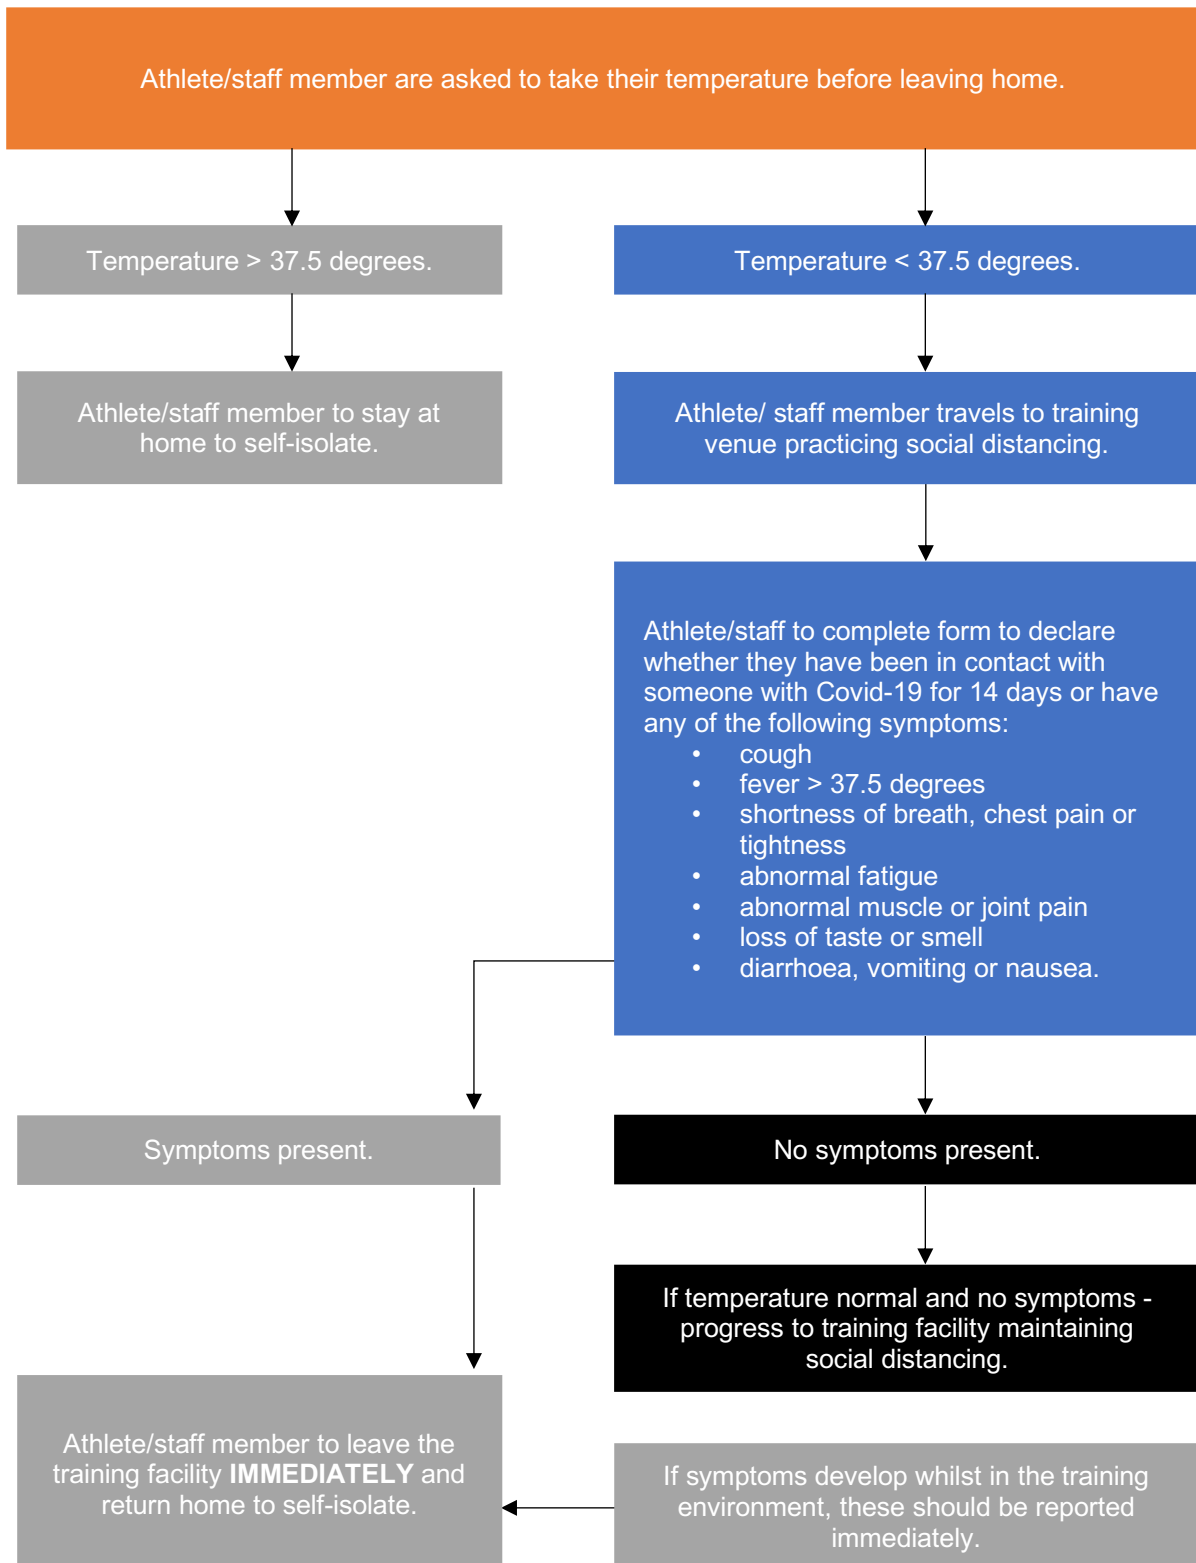 Athlete/staff member are asked to take their temperature before leaving home.
Temperature > 37.5 degrees.
Temperature < 37.5 degrees.
Athlete/staff member to stay at
home to self-isolate.
Athlete/ staff member travels to training
venue practicing social distancing.
Athlete/staff to complete form to declare
whether they have been in contact with
someone with Covid-19 for 14 days or have
any of the following symptoms:
• cough
• fever > 37.5 degrees
• shortness of breath, chest pain or
tightness
• abnormal fatigue
• abnormal muscle or joint pain
• loss of taste or smell
• diarrhoea, vomiting or nausea.
Symptoms present.
No symptoms present.
If temperature normal and no symptoms -
progress to training facility maintaining
social distancing.
Athlete/staff member to leave the
training facility IMMEDIATELY and
return home to self-isolate.
If symptoms develop whilst in the training
environment, these should be reported
immediately.